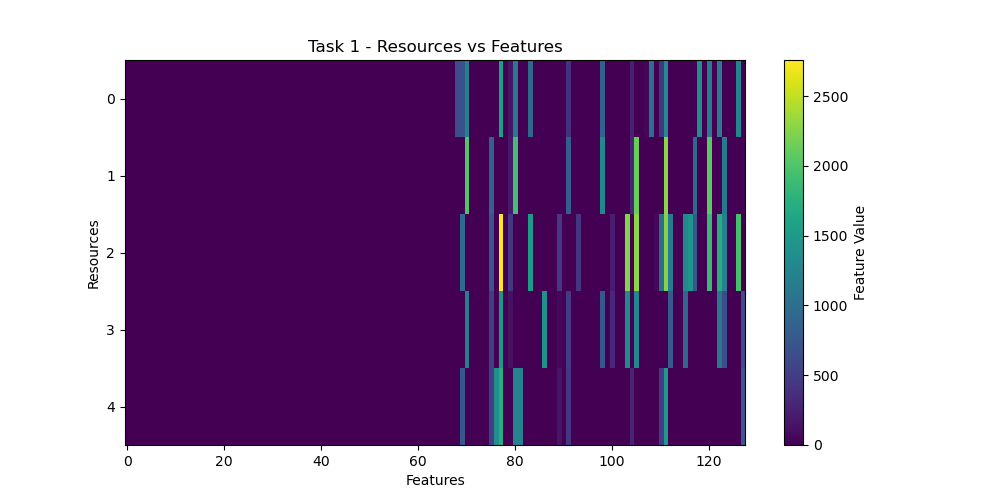 Task 1 - Resources vs Features
0
1
2
3
4
Resources
0 20 40 60 80 100 120
Features
2500
2000
1500
1000
500
0
Feature Value